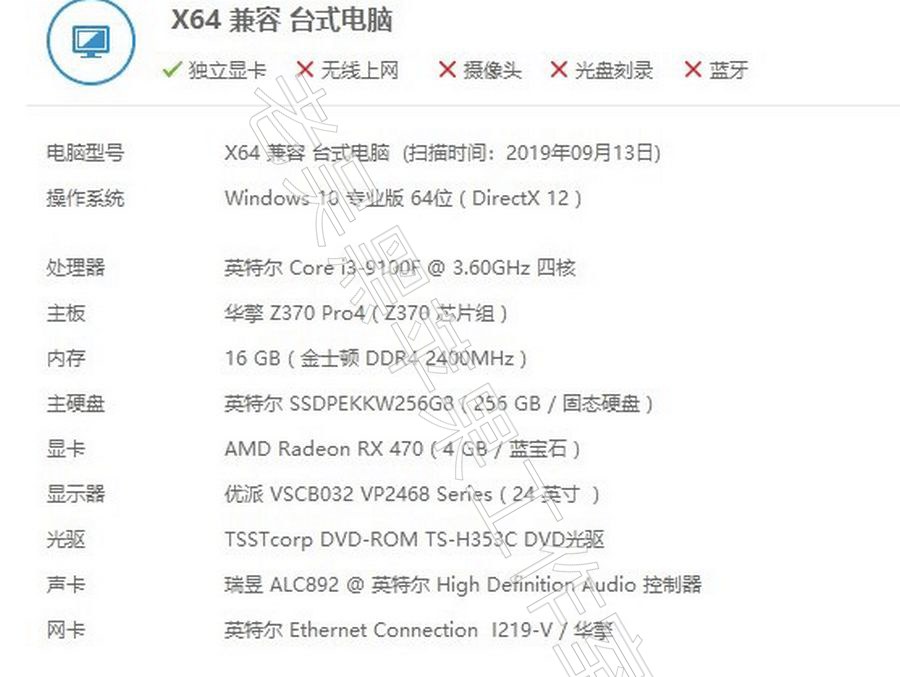 X64 兼容 台式电脑
独立显卡 无线上网 摄像头 光盘刻录 蓝牙
电脑型号 X64 兼容 台式电脑 (扫描时间：2019年09月13日)
操作系统 Windows 10 专业版 64位 ( DirectX 12 )
处理器 英特尔 Core i3-9100F @ 3.60GHz 四核
主板 华擎 Z370 Pro4 ( Z370 芯片组 )
内存 16 GB ( 金士顿 DDR4 2400MHz )
主硬盘 英特尔 SSDPEKKW256G8 ( 256 GB / 固态硬盘 )
显卡 AMD Radeon RX 470 ( 4 GB / 蓝宝石 )
显示器 优派 VSCB032 VP2468 Series ( 24 英寸 )
光驱 TSSTcorp DVD-ROM TS-H353C DVD光驱
声卡 瑞昱 ALC892 @ 英特尔 High Definition Audio 控制器
网卡 英特尔 Ethernet Connection I219-V / 华擎
老吴黑苹果工作室